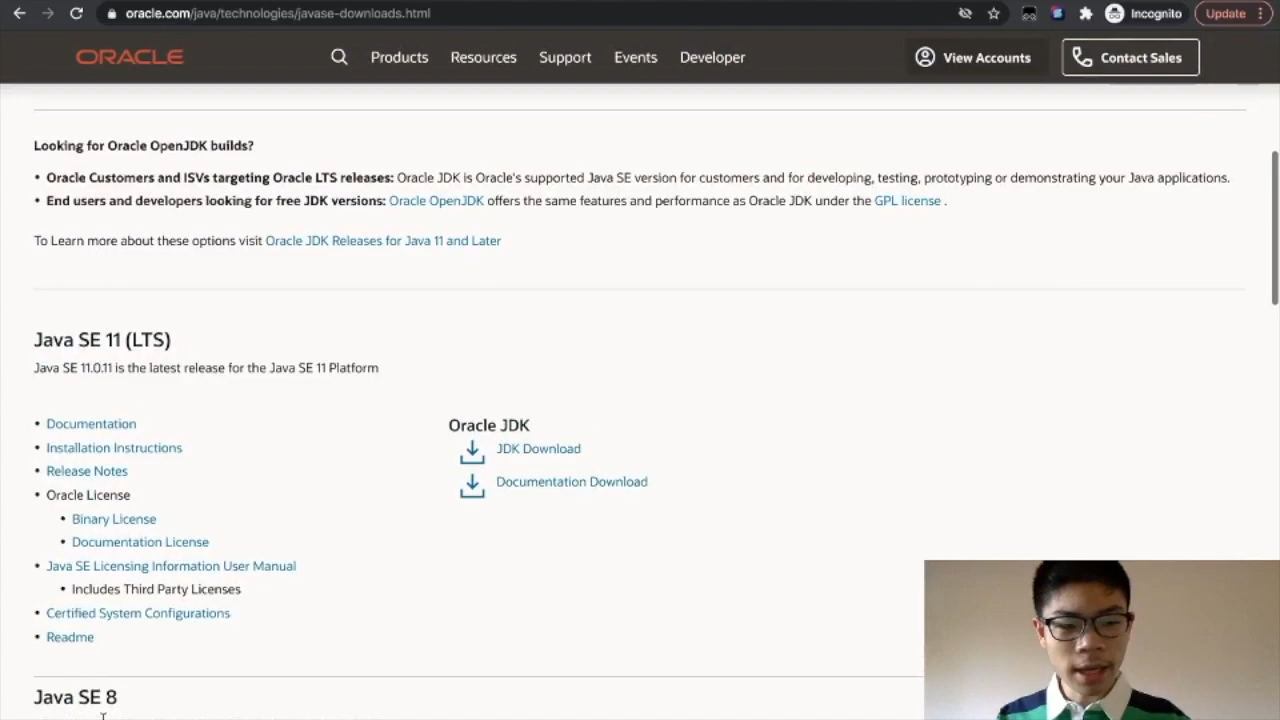 oracle.com/java/technologies/javase-downloads.html
Incognito
Update
ORACLE
Products
Resources
Support
Events
Developer
View Accounts
Contact Sales
Looking for Oracle OpenJDK builds?
• Oracle Customers and ISVs targeting Oracle LTS releases: Oracle JDK is Oracle's supported Java SE version for customers and for developing, testing, prototyping or demonstrating your Java applications.
• End users and developers looking for free JDK versions: Oracle OpenJDK offers the same features and performance as Oracle JDK under the GPL license .
To Learn more about these options visit Oracle JDK Releases for Java 11 and Later
Java SE 11 (LTS)
Java SE 11.0.11 is the latest release for the Java SE 11 Platform
• Documentation
• Installation Instructions
• Release Notes
• Oracle License
• Binary License
• Documentation License
• Java SE Licensing Information User Manual
• Includes Third Party Licenses
• Certified System Configurations
• Readme
Oracle JDK
JDK Download
Documentation Download
Java SE 8